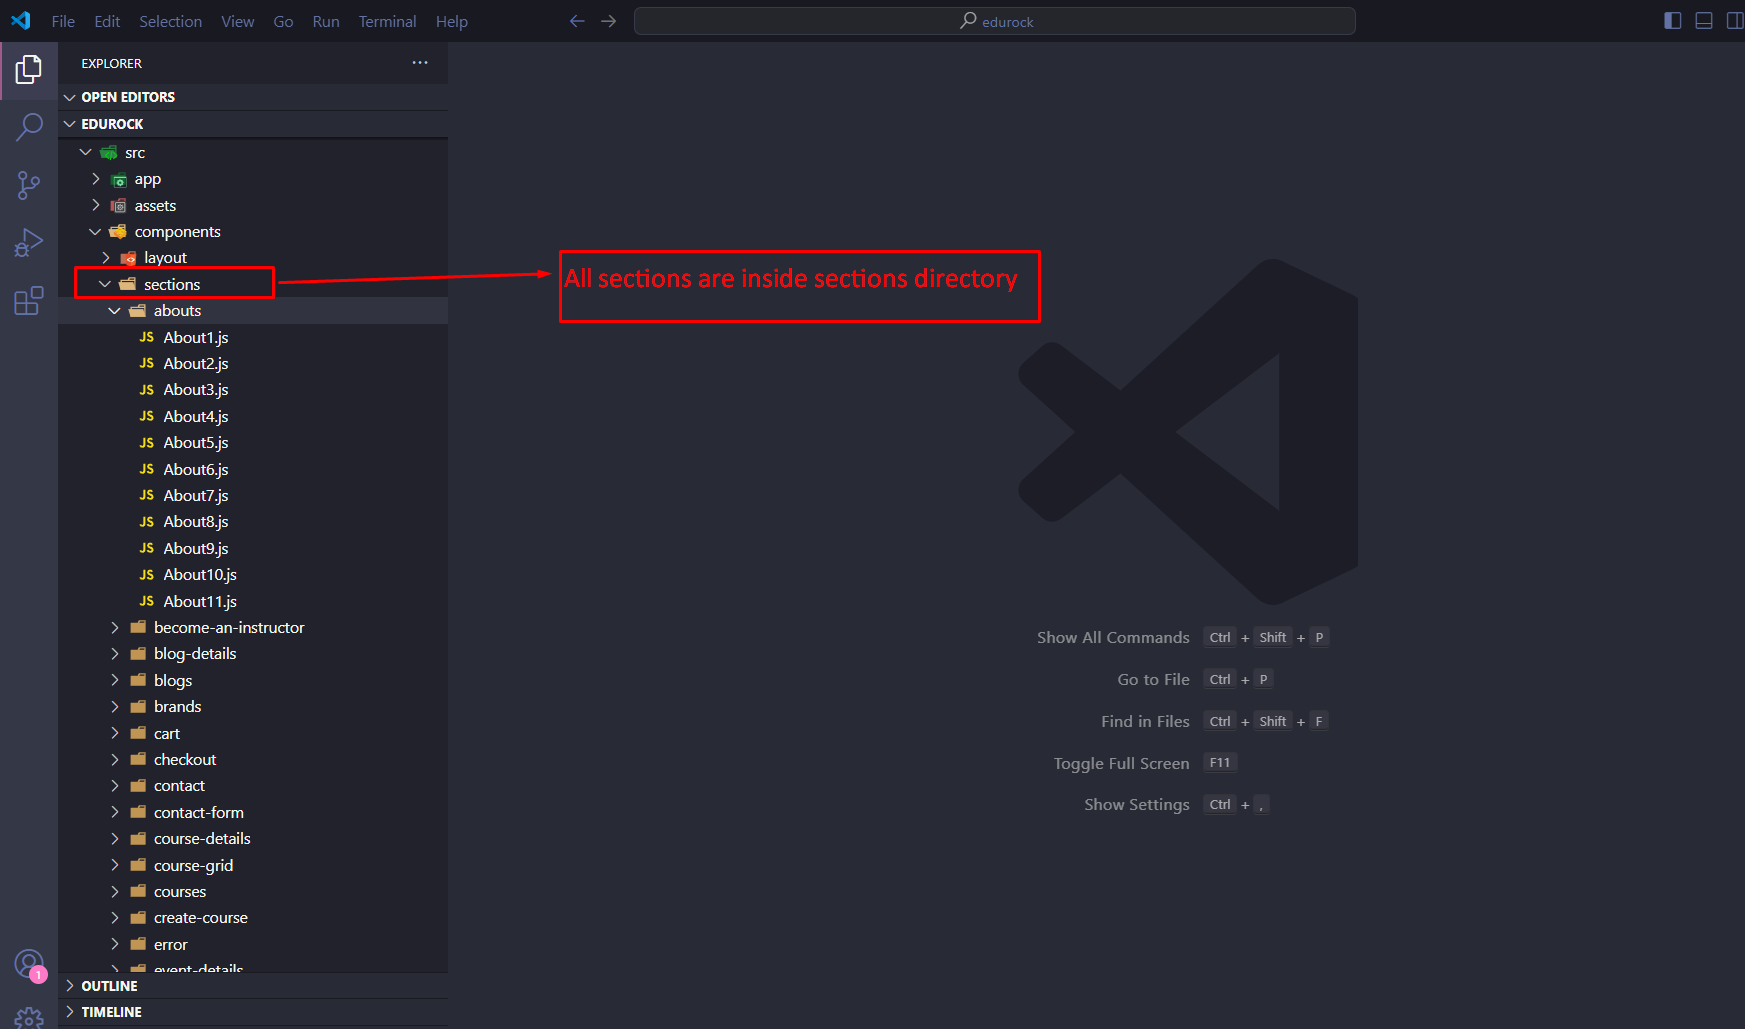 File Edit Selection View Go Run Terminal Help edurock
EXPLORER
OPEN EDITORS
EDUROCK
src
app
assets
components
layout
sections
All sections are inside sections directory
abouts
JS About1.js
JS About2.js
JS About3.js
JS About4.js
JS About5.js
JS About6.js
JS About7.js
JS About8.js
JS About9.js
JS About10.js
JS About11.js
become-an-instructor
blog-details
blogs
brands
cart
checkout
contact
contact-form
course-details
course-grid
courses
create-course
error
event-details
OUTLINE
TIMELINE
1
Show All Commands Ctrl + Shift + P
Go to File Ctrl + P
Find in Files Ctrl + Shift + F
Toggle Full Screen F11
Show Settings Ctrl + ,